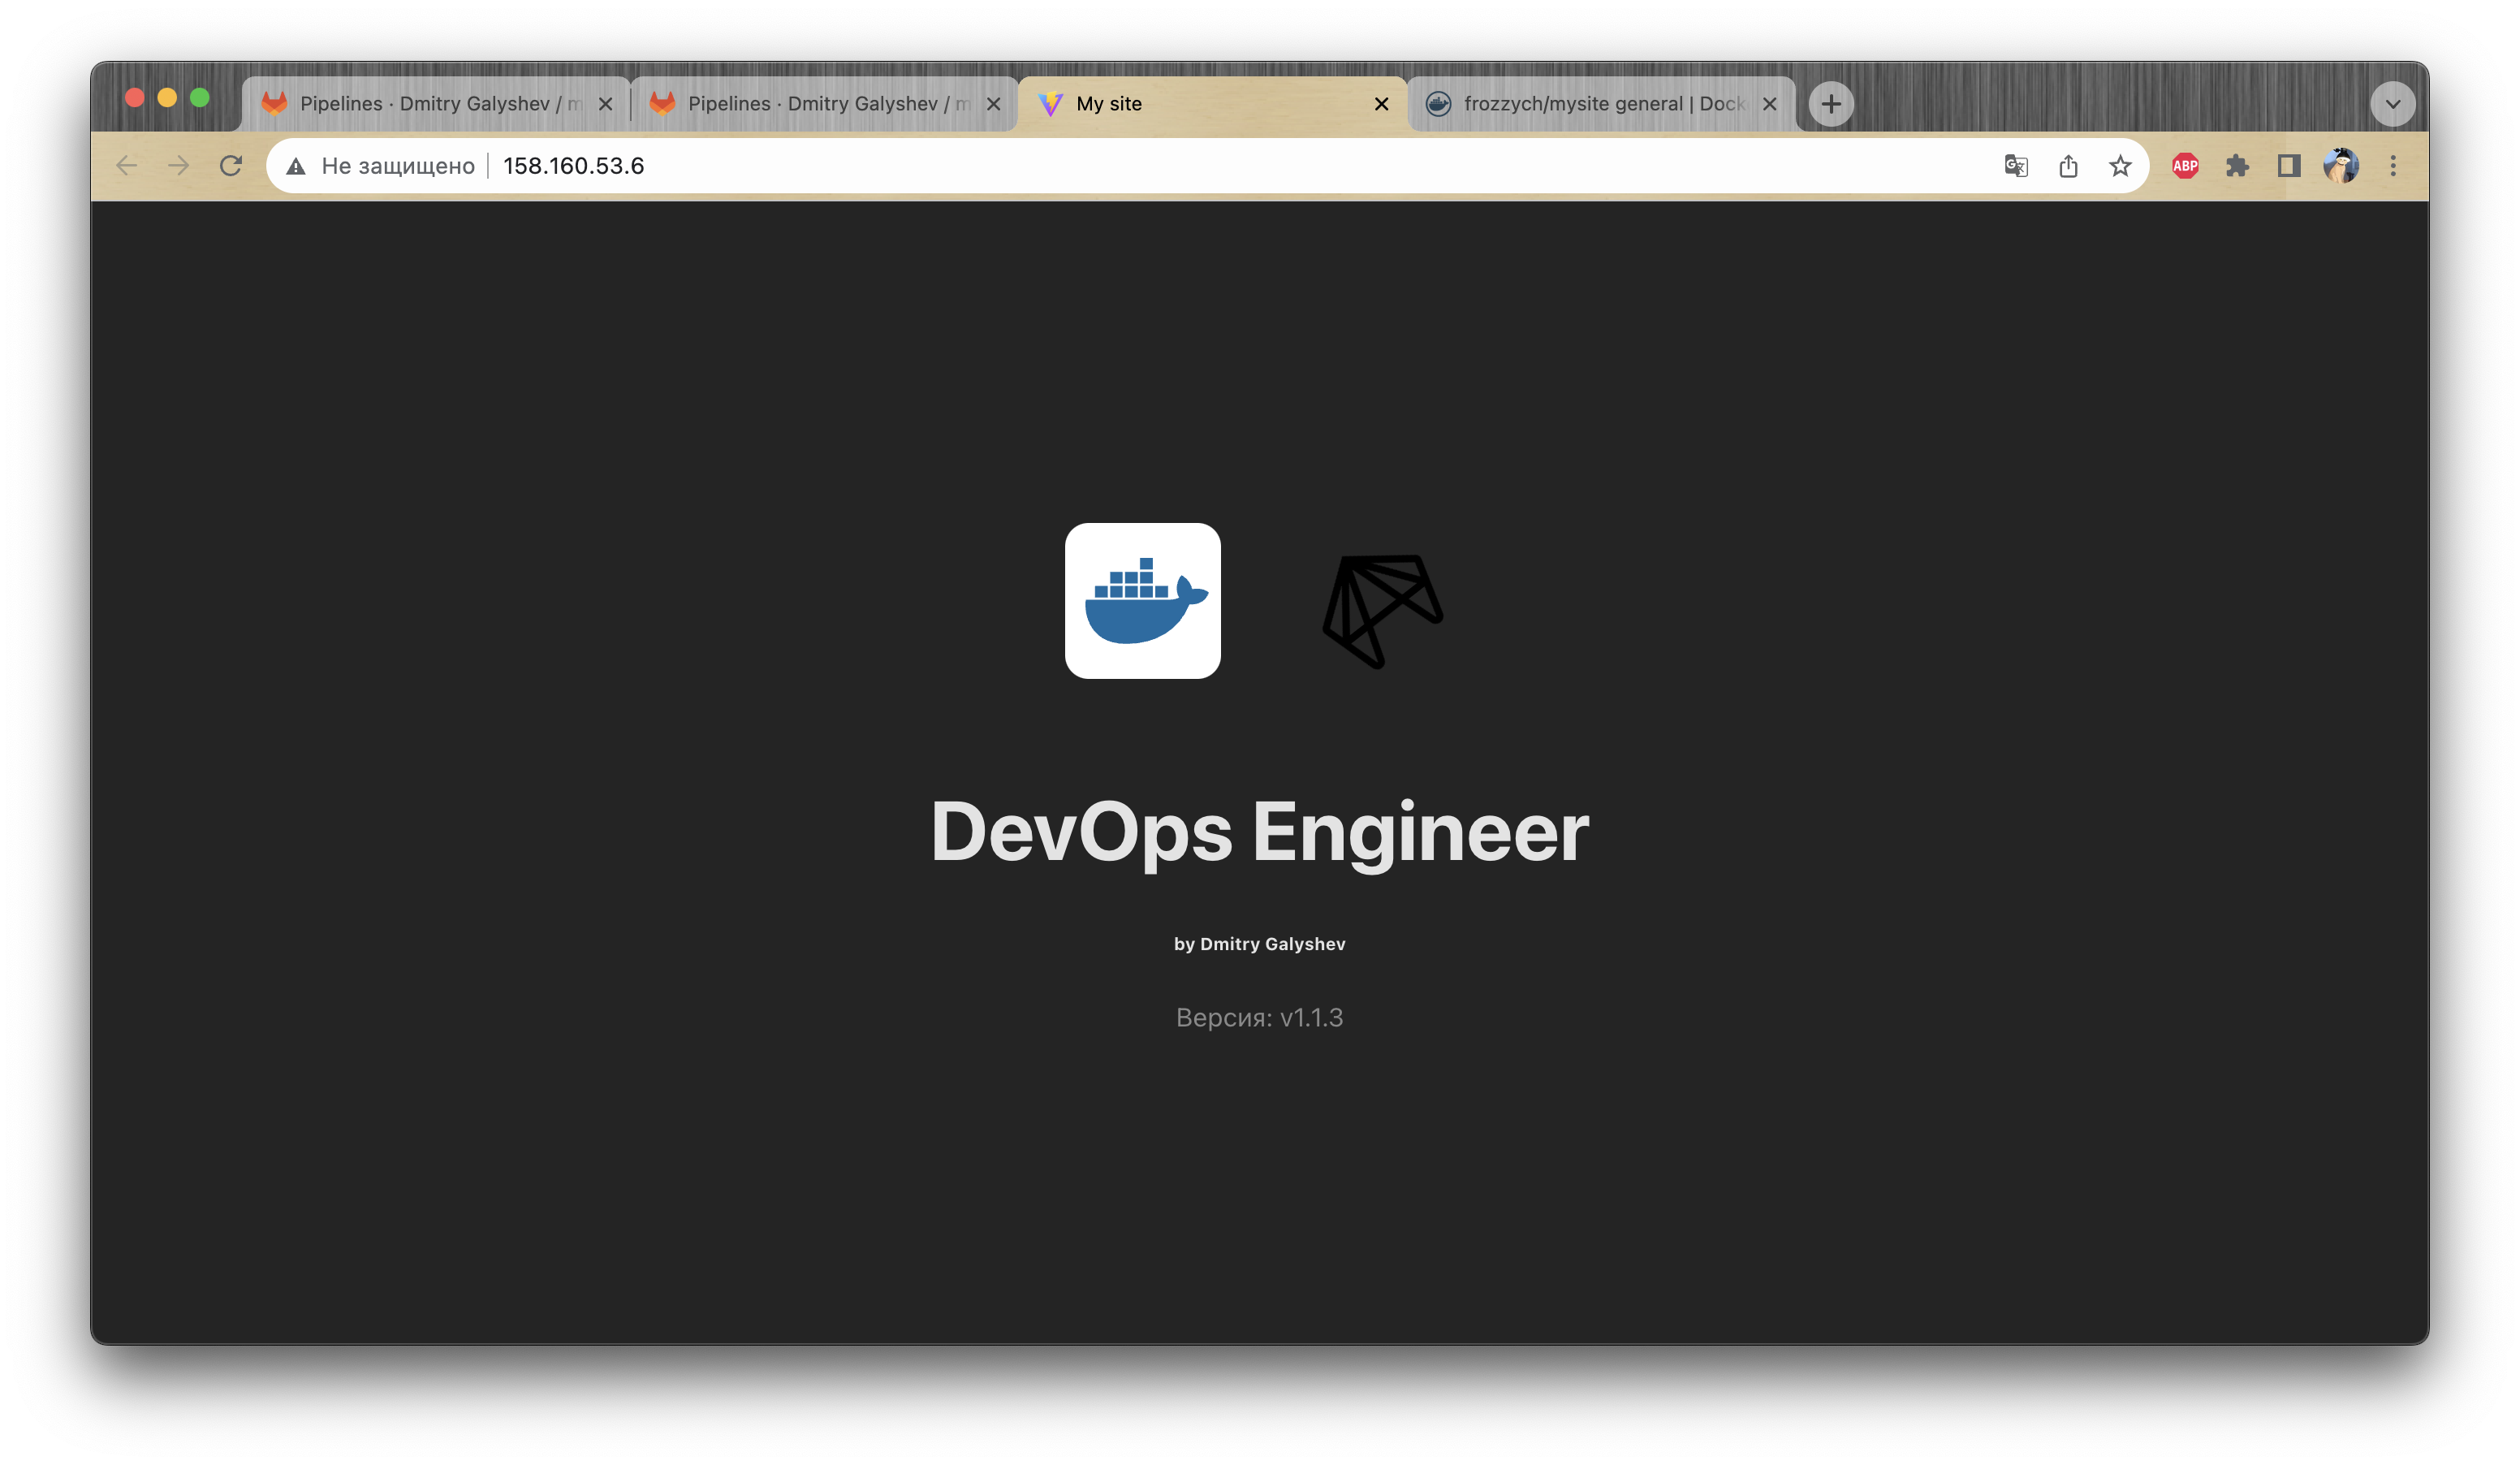 Pipelines · Dmitry Galyshev / m
Pipelines · Dmitry Galyshev / m
My site
frozzych/mysite general | Dock
Не защищено
158.160.53.6
ABP
DevOps Engineer
by Dmitry Galyshev
Версия: v1.1.3